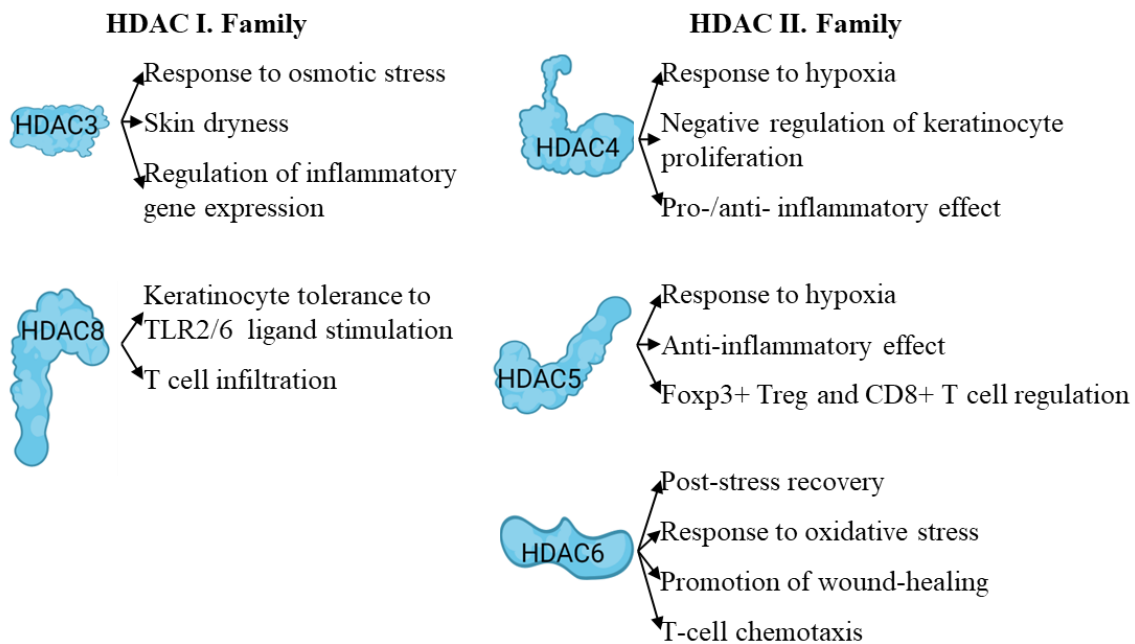 HDAC I. Family
HDAC3
Response to osmotic stress
Skin dryness
Regulation of inflammatory
gene expression
HDAC8
Keratinocyte tolerance to
TLR2/6 ligand stimulation
T cell infiltration
HDAC II. Family
HDAC4
Response to hypoxia
Negative regulation of keratinocyte
proliferation
Pro-/anti- inflammatory effect
HDAC5
Response to hypoxia
Anti-inflammatory effect
Foxp3+ Treg and CD8+ T cell regulation
HDAC6
Post-stress recovery
Response to oxidative stress
Promotion of wound-healing
T-cell chemotaxis